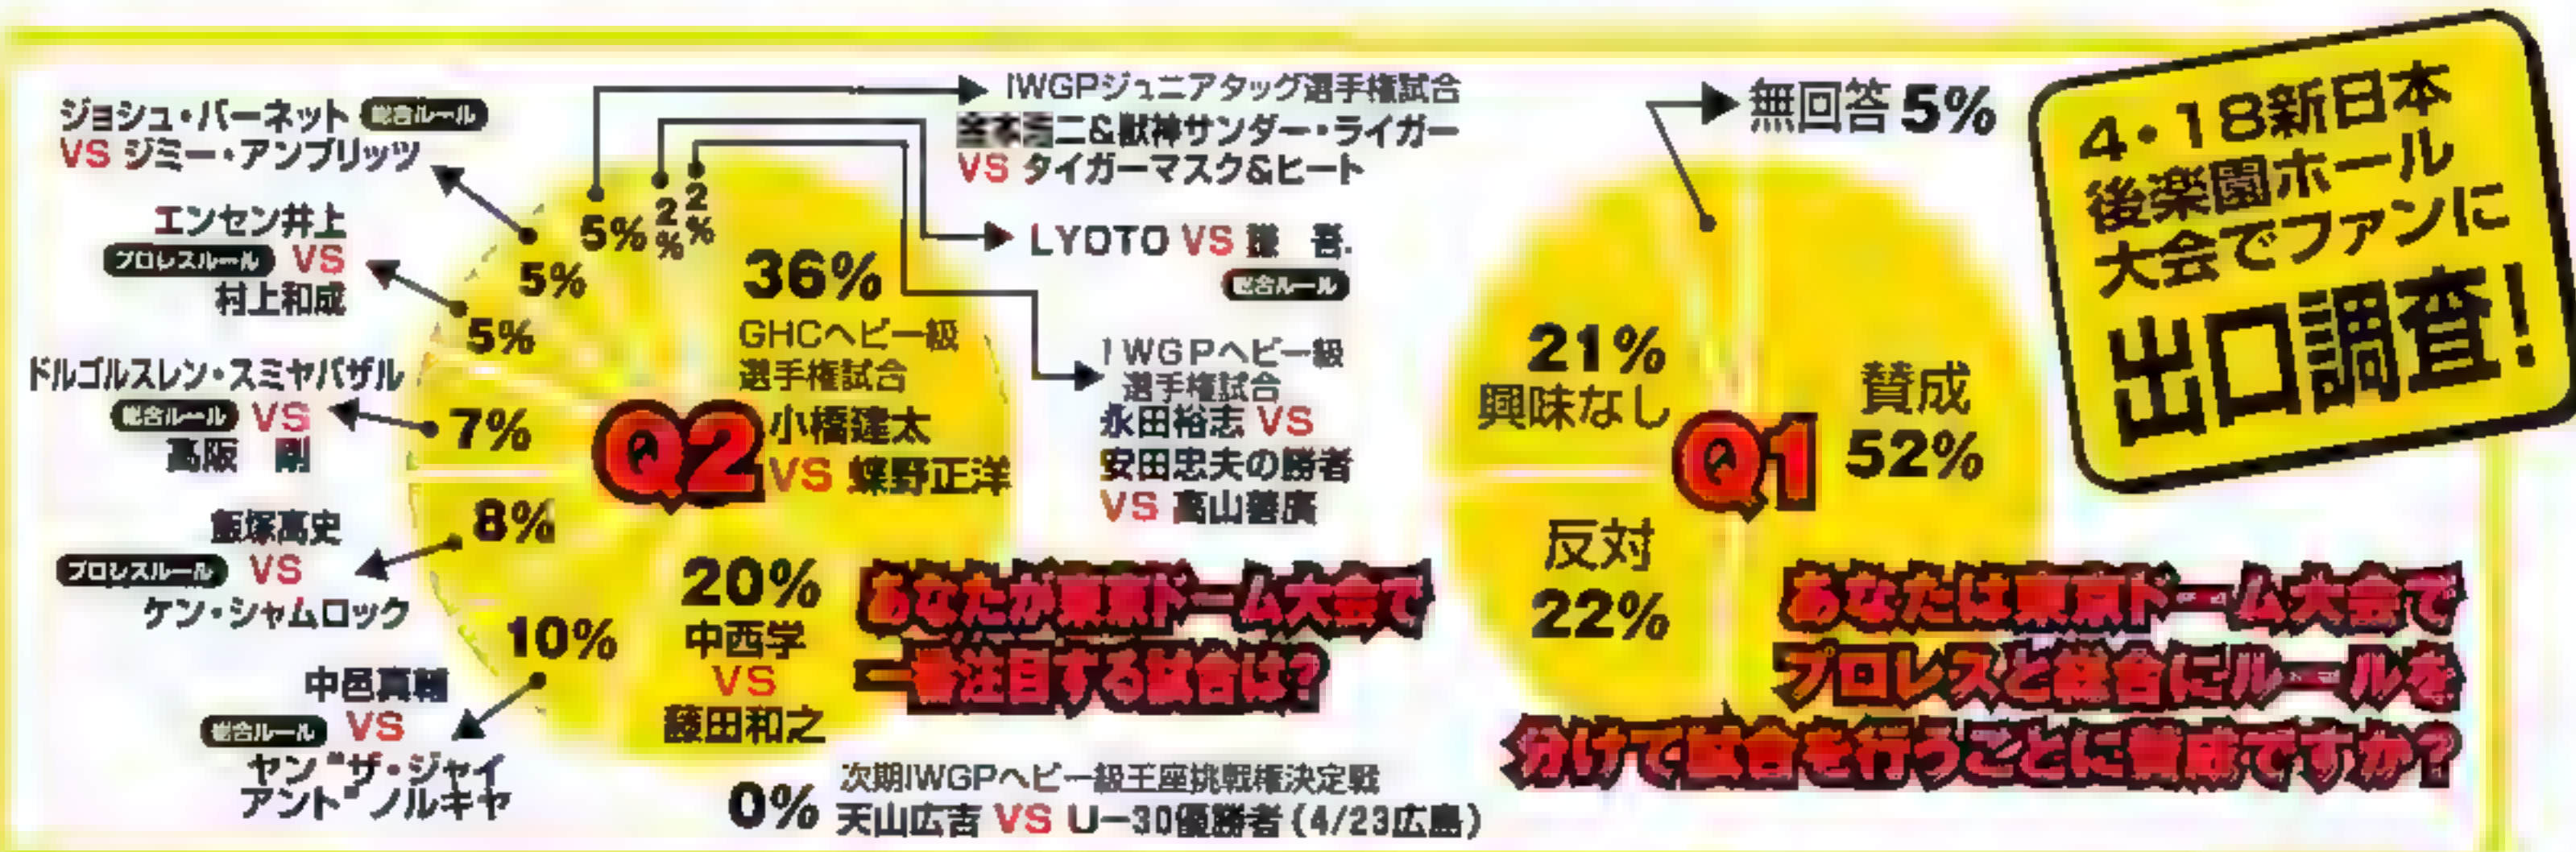 4・18新日本
後楽園ホール
大会でファンに
出口調査!
無回答 5%
21%
興味なし
賛成
52%
反対
22%
Q1
あなたは東京ドーム大会で
プロレスと総合にルールを
分けて試合を行うことに賛成ですか?
Q2
あなたが東京ドーム大会で
一番注目する試合は?
36%
GHCヘビー級
選手権試合
小橋建太
VS 蝶野正洋
20%
中西学
VS
藤田和之
10%
中邑真輔
総合ルール VS
ヤン“ザ・ジャイ
アント”ノルキヤ
8%
飯塚高史
プロレスルール VS
ケン・シャムロック
7%
ドルゴルスレン・スミヤバザル
総合ルール VS
高阪 剛
5%
エンセン井上
プロレスルール VS
村上和成
5%
ジョシュ・バーネット 総合ルール
VS ジミー・アンブリッツ
5%
IWGPジュニアタッグ選手権試合
二&獣神サンダー・ライガー
VS タイガーマスク&ヒート
2%
LYOTO VS 謙 吾.
総合ルール
2%
IWGPヘビー級
選手権試合
永田裕志 VS
安田忠夫の勝者
VS 高山善廣
0%
次期IWGPヘビー級王座挑戦権決定戦
天山広吉 VS U−30優勝者(4/23広島)